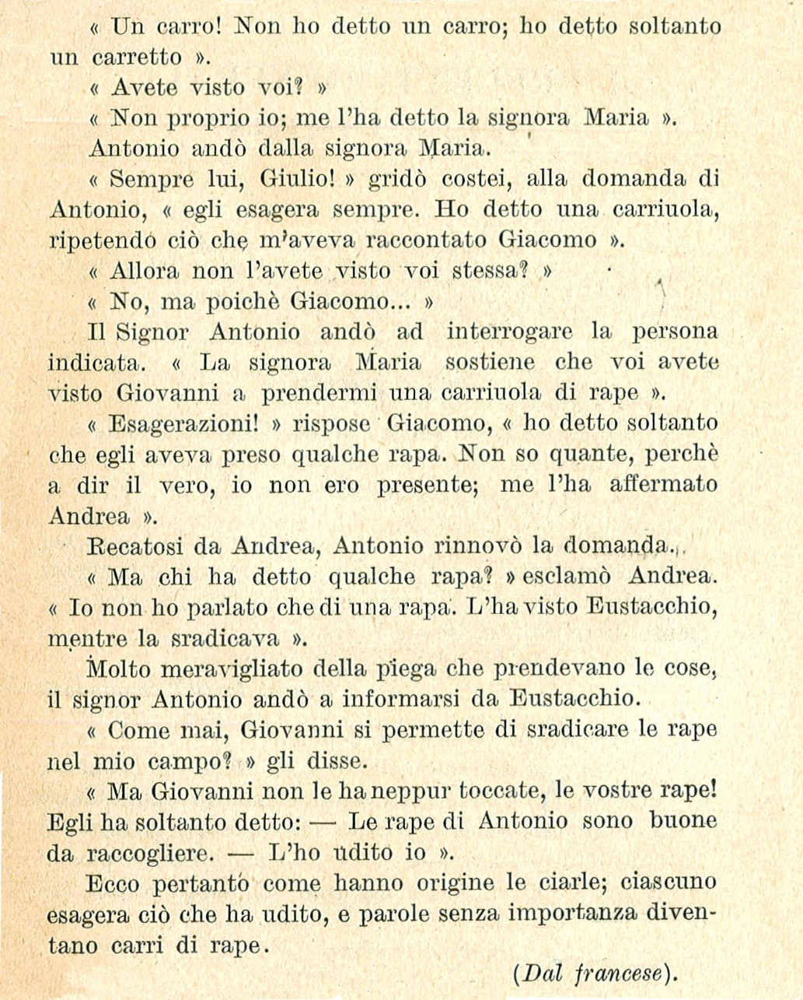 « Un carro! Non ho detto un carro; ho detto soltanto
un carretto ».
« Avete visto voi? »
« Non proprio io; me l'ha detto la signora Maria ».
Antonio andò dalla signora Maria.
« Sempre lui, Giulio! » gridò costei, alla domanda di
Antonio, « egli esagera sempre. Ho detto una carriuola,
ripetendo ciò che m'aveva raccontato Giacomo ».
« Allora non l'avete visto voi stessa? »
« No, ma poichè Giacomo... »
Il Signor Antonio andò ad interrogare la persona
indicata. « La signora Maria sostiene che voi avete
visto Giovanni a prendermi una carriuola di rape ».
« Esagerazioni! » rispose Giacomo, « ho detto soltanto
che egli aveva preso qualche rapa. Non so quante, perchè
a dir il vero, io non ero presente; me l'ha affermato
Andrea ».
Recatosi da Andrea, Antonio rinnovò la domanda.
« Ma chi ha detto qualche rapa? » esclamò Andrea.
« Io non ho parlato che di una rapa. L'ha visto Eustacchio,
mentre la sradicava ».
Molto meravigliato della piega che prendevano le cose,
il signor Antonio andò a informarsi da Eustacchio.
« Come mai, Giovanni si permette di sradicare le rape
nel mio campo? » gli disse.
« Ma Giovanni non le ha neppur toccate, le vostre rape!
Egli ha soltanto detto: — Le rape di Antonio sono buone
da raccogliere. — L'ho udito io ».
Ecco pertanto come hanno origine le ciarle; ciascuno
esagera ciò che ha udito, e parole senza importanza diven-
tano carri di rape.
(Dal francese).